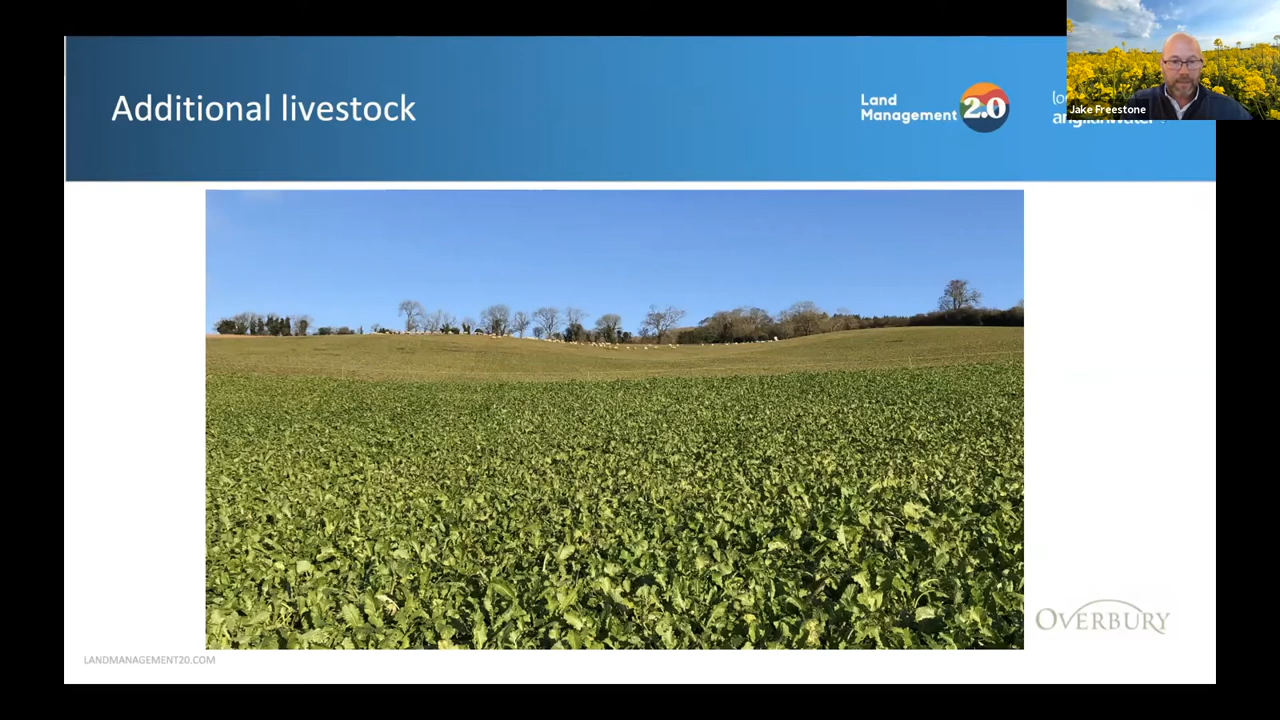 Additional livestock
Land
Management 2.0
Jake Freestone
OVERBURY
LANDMANAGEMENT20.COM